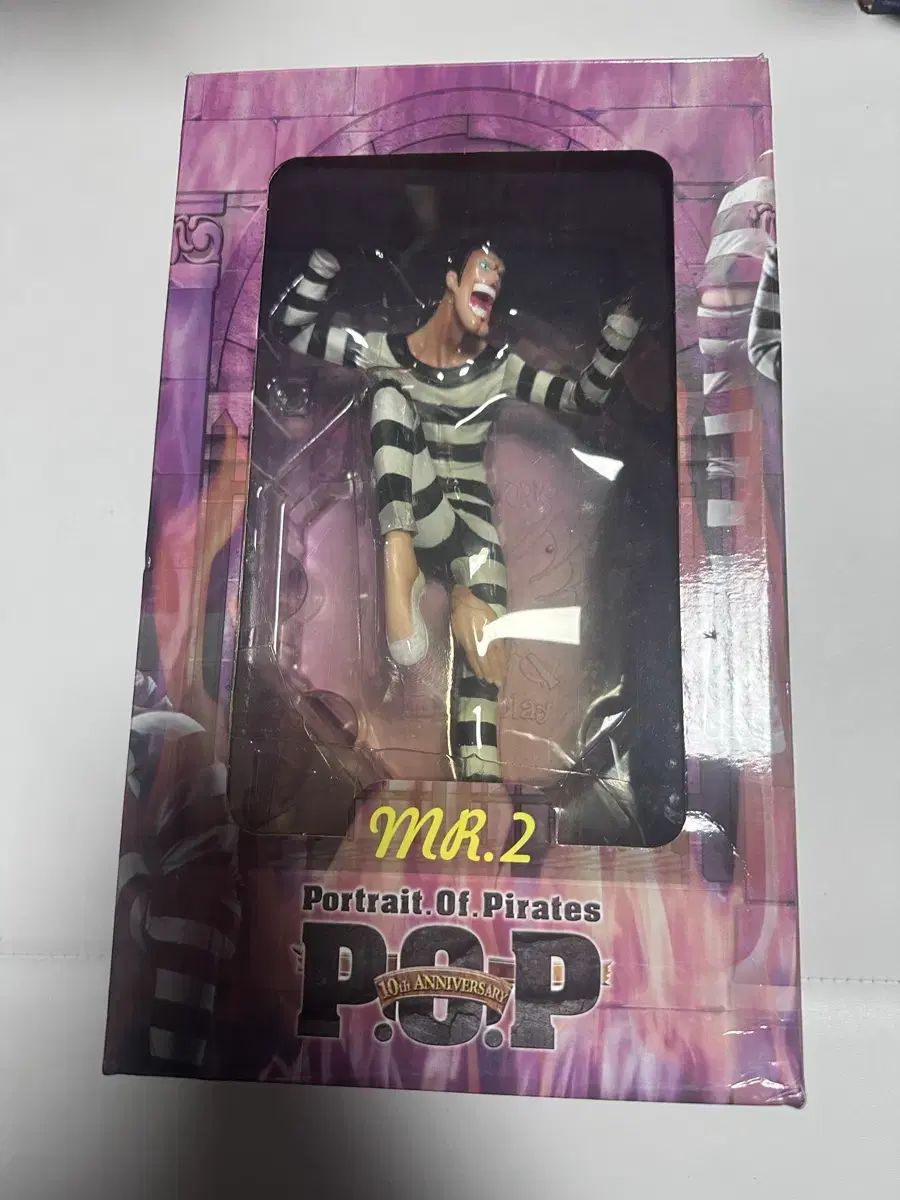 MR.2
Portrait.Of.Pirates
P.O.P
10th ANNIVERSARY